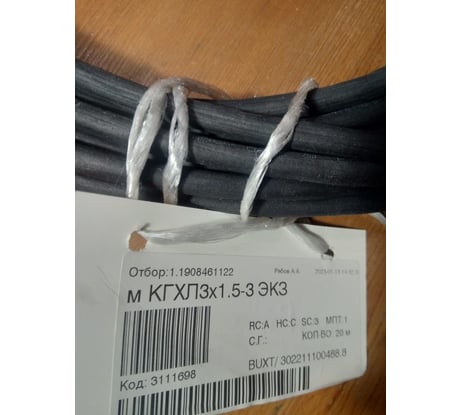 Отбор:1.1908461122 Рябов А.А.
м КГХЛ3х1.5-3 ЭКЗ
RC:A HC:C SC:3 МПТ:1
С.Г.: КОЛ-ВО: 20 м
BUXT/ 302211100488.8
Код: 3111698